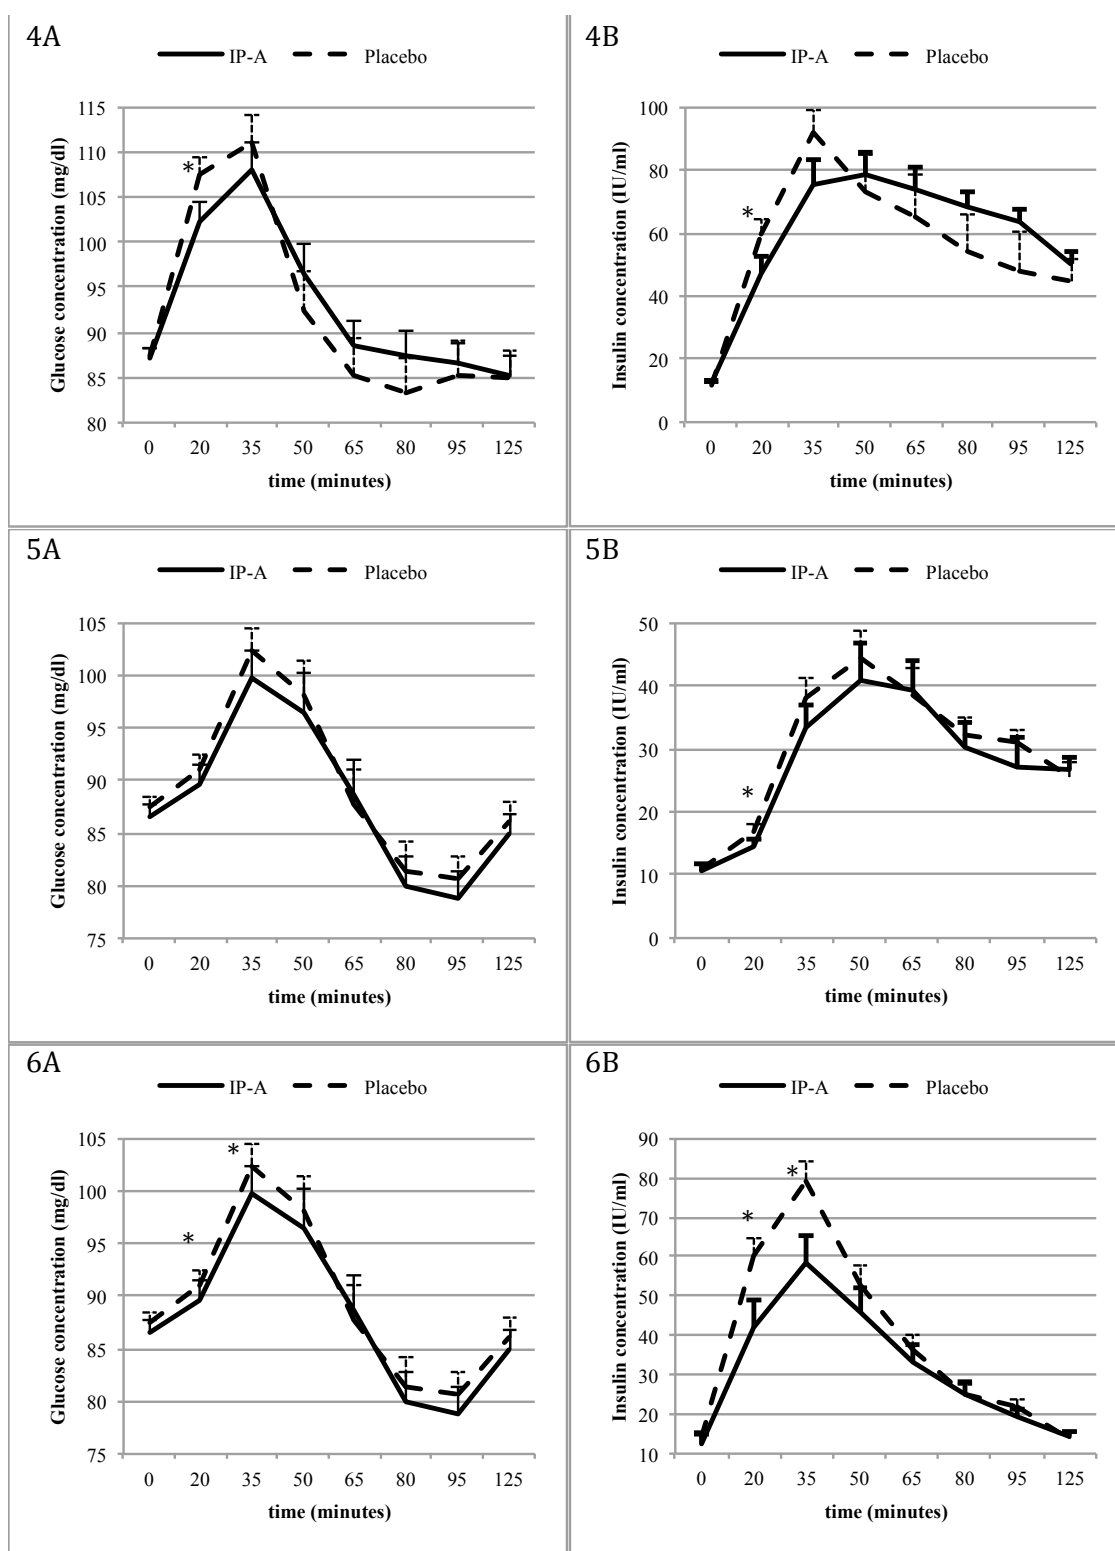 4A
IP-A Placebo
Glucose concentration (mg/dl)
115
110
105
100
95
90
85
80
*
0 20 35 50 65 80 95 125
time (minutes)
4B
IP-A Placebo
Insulin concentration (IU/ml)
100
80
60
40
20
0
*
0 20 35 50 65 80 95 125
time (minutes)
5A
IP-A Placebo
Glucose concentration (mg/dl)
105
100
95
90
85
80
75
0 20 35 50 65 80 95 125
time (minutes)
5B
IP-A Placebo
Insulin concentration (IU/ml)
50
40
30
20
10
0
*
0 20 35 50 65 80 95 125
time (minutes)
6A
IP-A Placebo
Glucose concentration (mg/dl)
105
100
95
90
85
80
75
*
*
0 20 35 50 65 80 95 125
time (minutes)
6B
IP-A Placebo
Insulin concentration (IU/ml)
90
80
70
60
50
40
30
20
10
*
*
0 20 35 50 65 80 95 125
time (minutes)